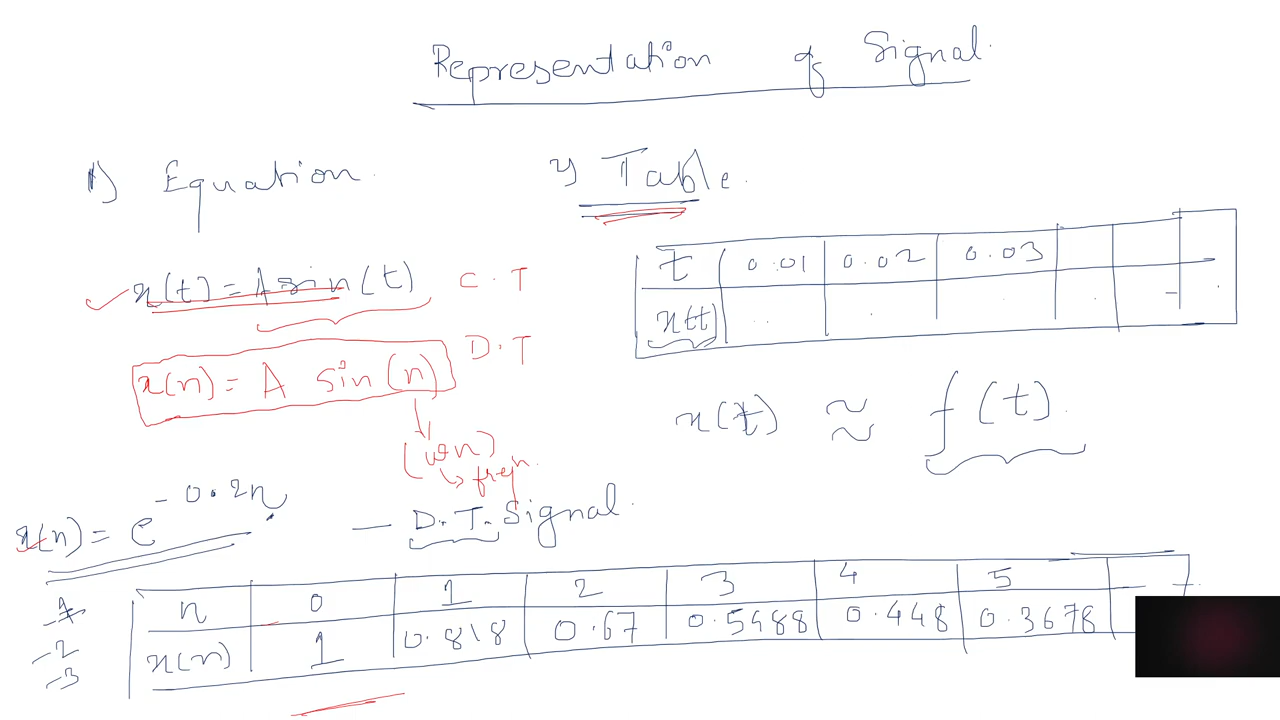 Representation of Signal.
1) Equation.
x(t) = A sin(t) C.T
x(n) = A sin(n) D.T
(ωn)
↳ freqn.
2) Table.
t 0.01 0.02 0.03
x(t)
x(t) ≈ f(t).
x(n) = e^-0.2n — D.T. Signal.
-1
-2
-3
n 0 1 2 3 4 5
x(n) 1 0.818 0.67 0.5488 0.448 0.3678